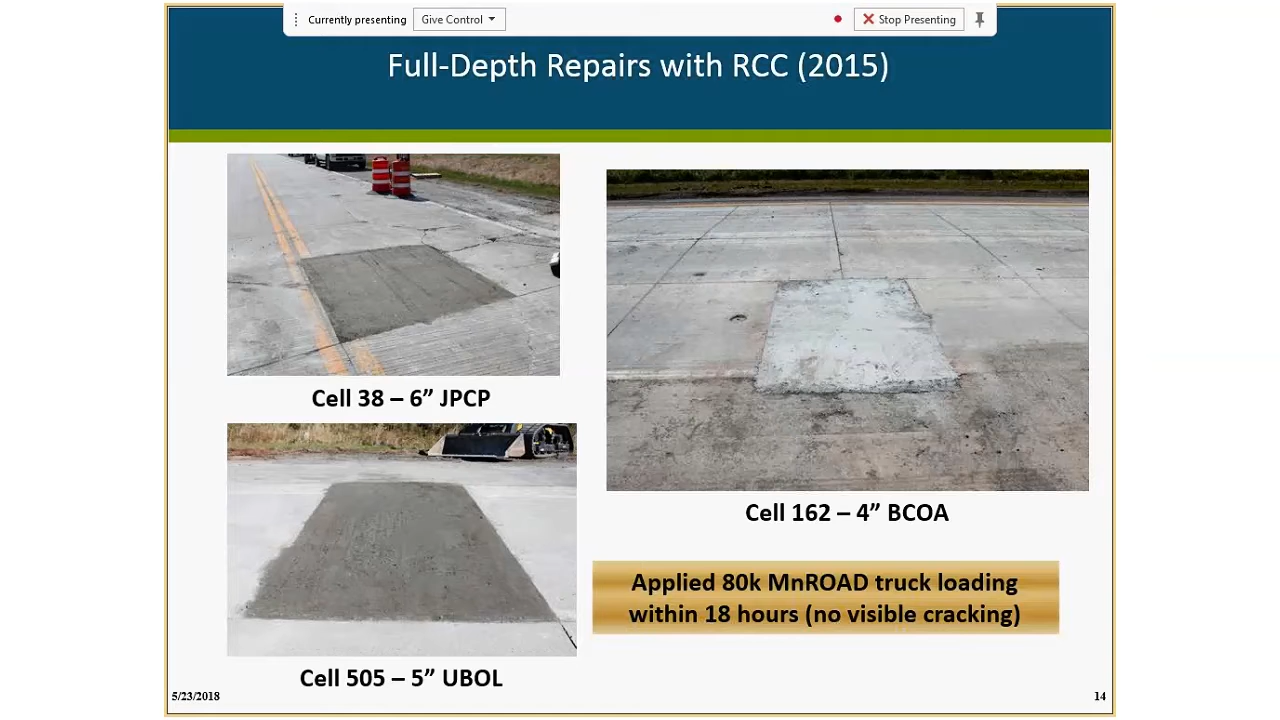 Currently presenting
Give Control
Stop Presenting
Full-Depth Repairs with RCC (2015)
Cell 38 – 6” JPCP
Cell 162 – 4” BCOA
Applied 80k MnROAD truck loading
within 18 hours (no visible cracking)
Cell 505 – 5” UBOL
5/23/2018
14